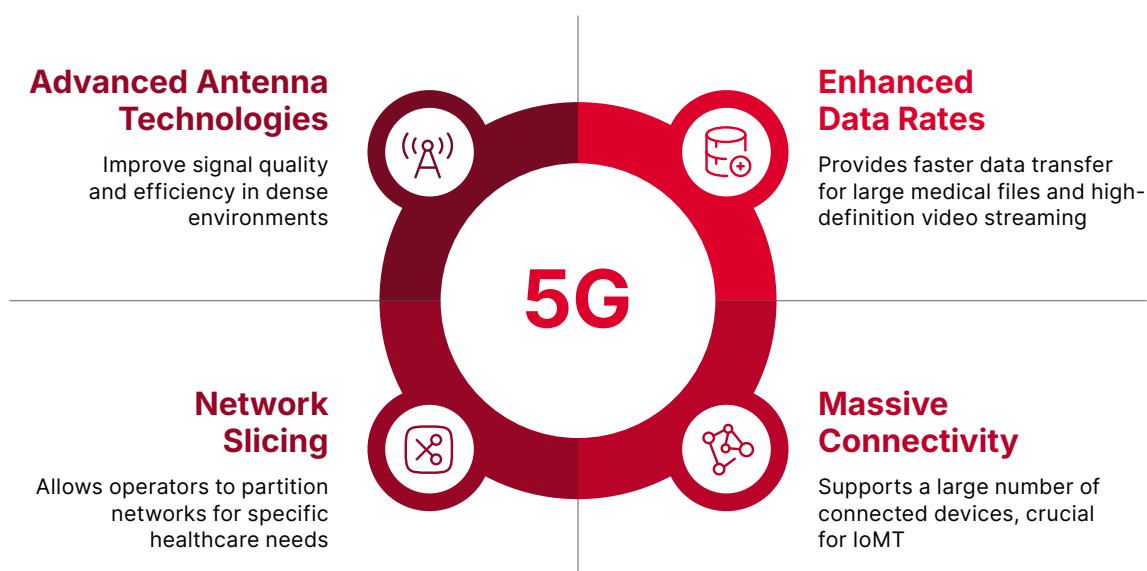 Advanced Antenna
Technologies
Improve signal quality
and efficiency in dense
environments
Enhanced
Data Rates
Provides faster data transfer
for large medical files and high-
definition video streaming
5G
Network
Slicing
Allows operators to partition
networks for specific
healthcare needs
Massive
Connectivity
Supports a large number of
connected devices, crucial
for IoMT